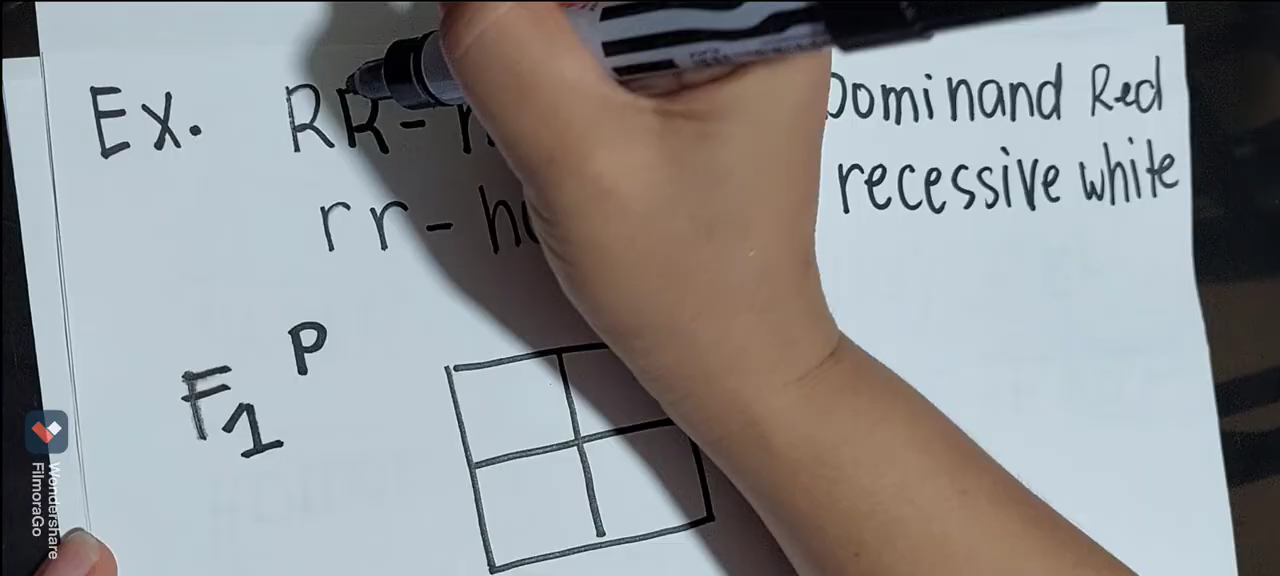 Ex. RR-
Dominand Red
rr-
recessive white
P
F1
Wondershare
FilmoraGo